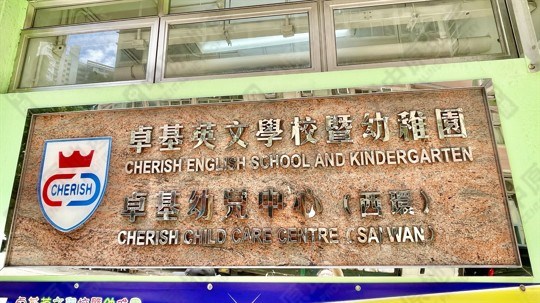 卓基英文學校暨幼稚園
CHERISH ENGLISH SCHOOL AND KINDERGARTEN
CHERISH
卓基幼兒中心（西環）
CHERISH CHILD CARE CENTRE (SAI WAN)